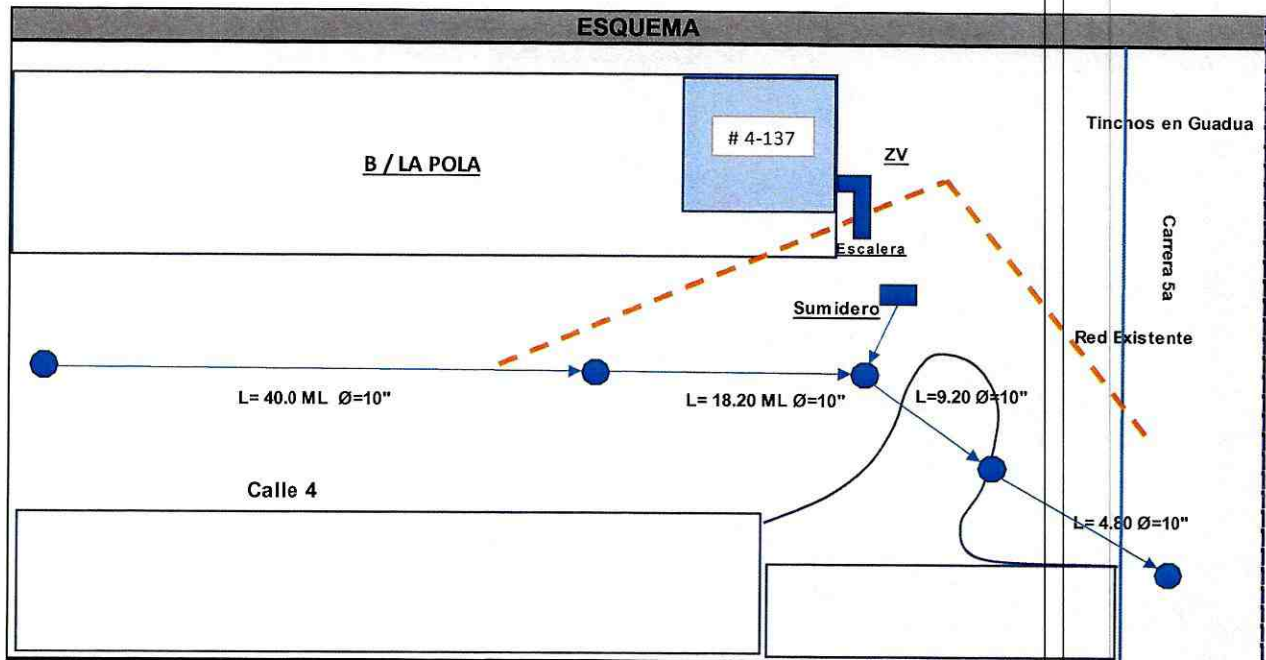 ESQUEMA
Tinchos en Guadua
# 4-137
B / LA POLA
ZV
Escalera
Carrera 5a
Sumidero
Red Existente
L= 40.0 ML Ø=10"
L= 18.20 ML Ø=10"
L=9.20 Ø=10"
Calle 4
L= 4.80 Ø=10"